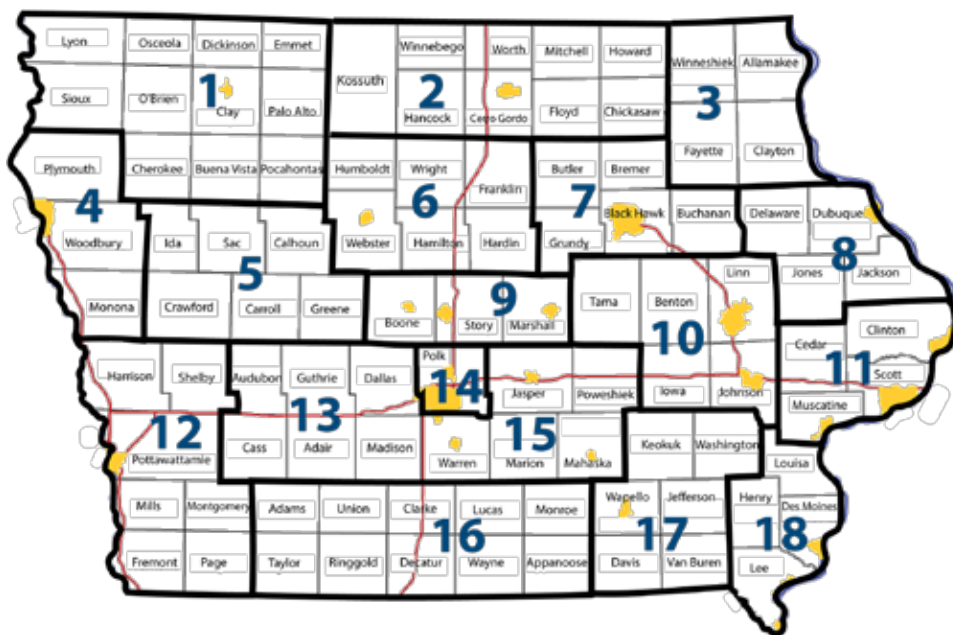 Lyon Osceola Dickinson Emmet Winnebego Worth Mitchell Howard
Kossuth Winneshiek Allamakee
Sioux O'Brien 1 Clay Palo Alto 2 Hancock Cerro Gordo Floyd Chickasaw 3
Plymouth Cherokee Buena Vista Pocahontas Humboldt Wright Franklin Butler Bremer Fayette Clayton
4 6 7 Black Hawk Buchanan Delaware Dubuque
Woodbury Ida Sac Calhoun Webster Hamilton Hardin Grundy 8
5 Linn Jones Jackson
Monona Crawford Carroll Greene Boone 9 Story Marshall Tama Benton 10
Clinton
Cedar 11 Scott
Harrison Shelby Audubon Guthrie Dallas Polk 14 Jasper Poweshiek Iowa Johnson Muscatine
12 13 15
Pottawattamie Cass Adair Madison Warren Marion Mahaska Keokuk Washington Louisa
Mills Montgomery Adams Union Clarke Lucas Monroe Wapello Jefferson Henry Des Moines
16 17 18
Fremont Page Taylor Ringgold Decatur Wayne Appanoose Davis Van Buren Lee